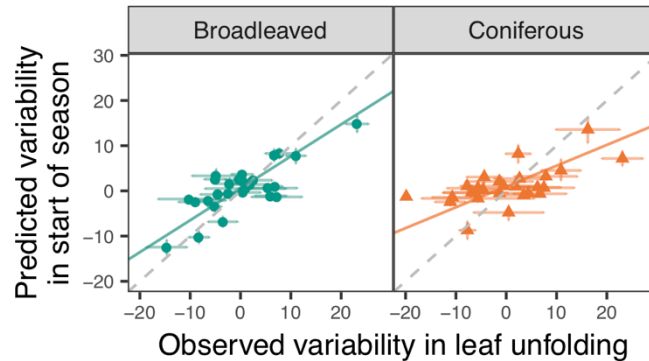 Broadleaved Coniferous
Predicted variability
in start of season
30
20
10
0
−10
−20
−20 −10 0 10 20 −20 −10 0 10 20
Observed variability in leaf unfolding